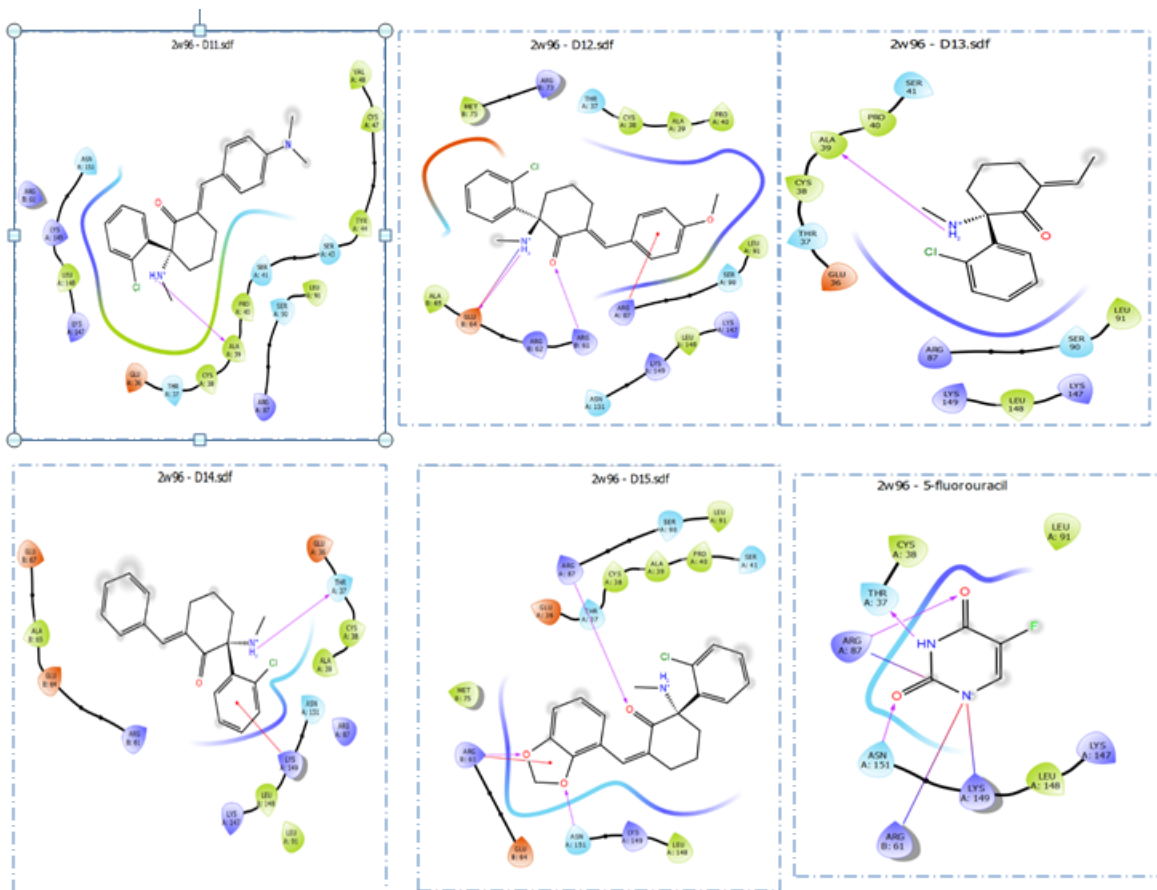 2w96 - D11.sdf
VAL
A: 46
CYS
A: 47
ASN
A: 151
ARG
LYS
LEU
A: 148
LYS
A: 147
TYR
A: 44
SER
SER
A: 41
PRO
A: 40
SER
A: 90
LEU
ALA
A: 39
GLU
A: 36
THR
A: 37
CYS
A: 38
ARG
A: 87
O
N
Cl
H₂N⁺
2w96 - D12.sdf
ARG
B: 73
MET
B: 75
THR
A: 37
CYS
A: 38
ALA
A: 39
PRO
A: 40
Cl
O
N⁺
H₂
O
LEU
A: 91
SER
A: 90
ARG
A: 87
ALA
B: 65
GLU
B: 64
ARG
B: 62
ARG
B: 61
LYS
A: 147
LEU
A: 148
LYS
A: 149
ASN
A: 151
2w96 - D13.sdf
SER
41
PRO
40
ALA
39
CYS
38
THR
37
GLU
36
N⁺
H₂
O
Cl
LEU
91
SER
90
ARG
87
LYS
149
LEU
148
LYS
147
2w96 - D14.sdf
GLU
B: 67
ALA
B: 65
GLU
B: 64
ARG
B: 61
GLU
A: 36
THR
A: 37
CYS
A: 38
ALA
A: 39
N⁺
H₂
O
Cl
ASN
A: 151
ARG
A: 87
LYS
A: 149
LEU
A: 148
LYS
A: 147
LEU
A: 91
2w96 - D15.sdf
LEU
A: 91
SER
A: 90
ARG
A: 87
CYS
A: 38
ALA
A: 39
PRO
A: 40
SER
A: 41
GLU
THR
A: 37
H₂
N⁺
Cl
O
MET
B: 75
ARG
B: 61
O
O
GLU
B: 64
ASN
A: 151
LYS
A: 149
LEU
A: 148
2w96 - 5-fluorouracil
LEU
A: 91
CYS
A: 38
THR
A: 37
ARG
A: 87
O
F
NH
O
N
ASN
A: 151
LYS
A: 149
LEU
A: 148
LYS
A: 147
ARG
B: 61